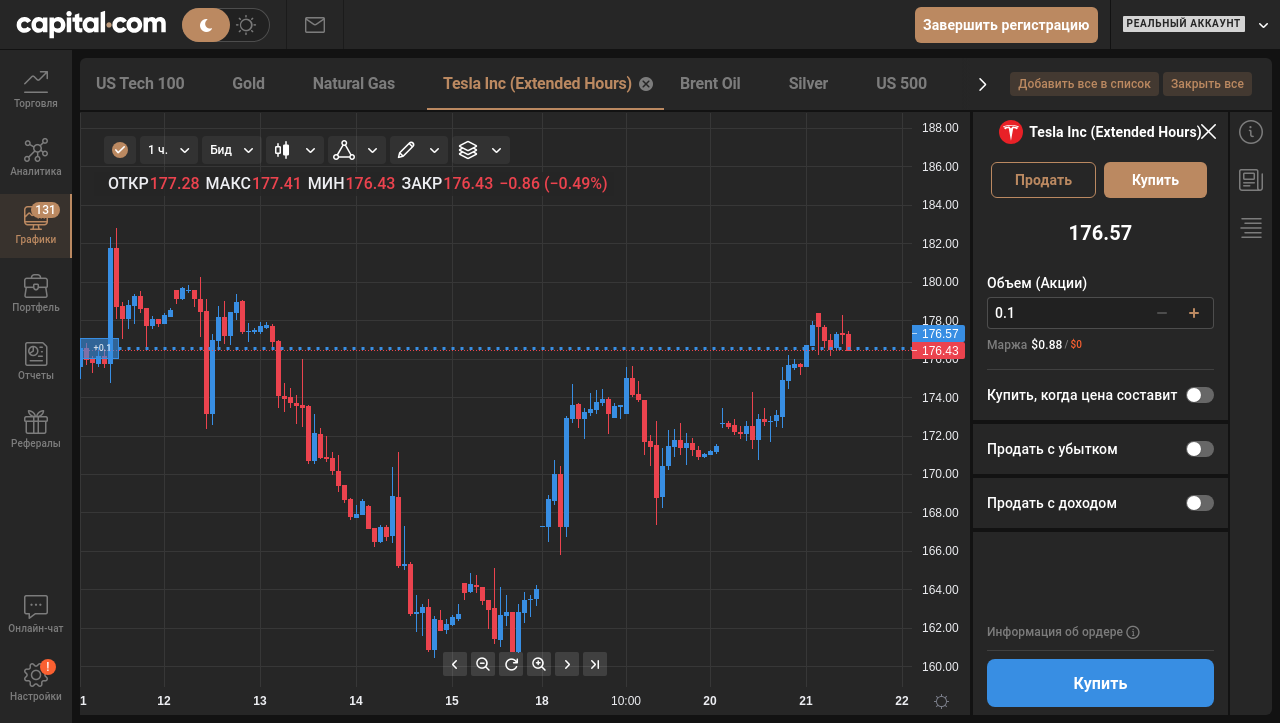 capital.com
Завершить регистрацию
РЕАЛЬНЫЙ АККАУНТ
US Tech 100
Gold
Natural Gas
Tesla Inc (Extended Hours)
Brent Oil
Silver
US 500
Добавить все в список
Закрыть все
Торговля
Аналитика
131
Графики
Портфель
Отчеты
Рефералы
Онлайн-чат
!
Настройки
1 ч.
Бид
ОТКР177.28 МАКС177.41 МИН176.43 ЗАКР176.43 −0.86 (−0.49%)
+0.1
188.00
186.00
184.00
182.00
180.00
178.00
176.57
176.43
176.00
174.00
172.00
170.00
168.00
166.00
164.00
162.00
160.00
1 12 13 14 15 18 10:00 20 21 22
Tesla Inc (Extended Hours)
Продать
Купить
176.57
Объем (Акции)
0.1
Маржа $0.88 / $0
Купить, когда цена составит
Продать с убытком
Продать с доходом
Информация об ордере
Купить